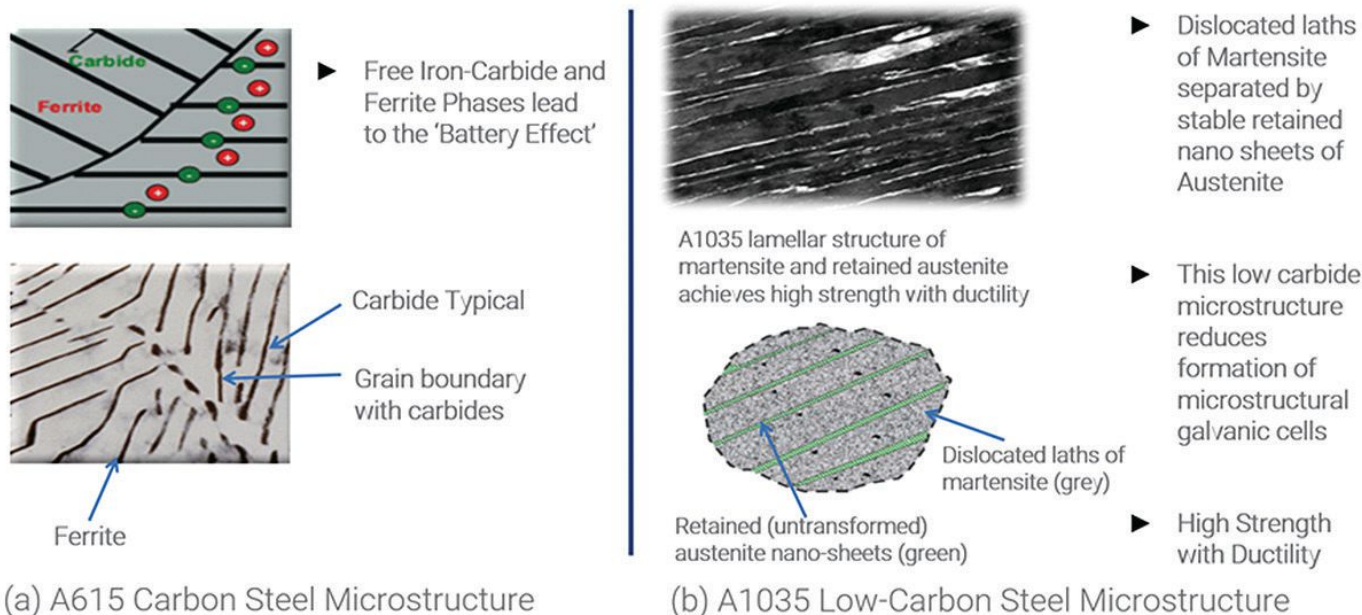 Carbide
Ferrite
► Free Iron-Carbide and
Ferrite Phases lead
to the ‘Battery Effect’
Carbide Typical
Grain boundary
with carbides
Ferrite
(a) A615 Carbon Steel Microstructure
A1035 lamellar structure of
martensite and retained austenite
achieves high strength with ductility
Dislocated laths of
martensite (grey)
Retained (untransformed)
austenite nano-sheets (green)
► Dislocated laths
of Martensite
separated by
stable retained
nano sheets of
Austenite
► This low carbide
microstructure
reduces
formation of
microstructural
galvanic cells
► High Strength
with Ductility
(b) A1035 Low-Carbon Steel Microstructure